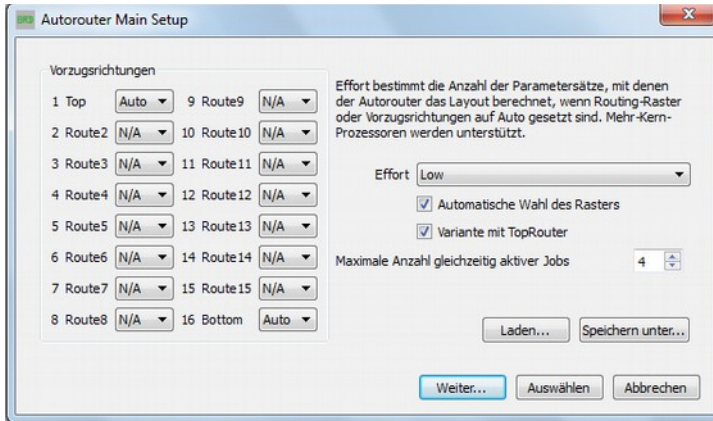 BRD Autorouter Main Setup
Vorzugsrichtungen
1 Top Auto 9 Route9 N/A
2 Route2 N/A 10 Route10 N/A
3 Route3 N/A 11 Route11 N/A
4 Route4 N/A 12 Route12 N/A
5 Route5 N/A 13 Route13 N/A
6 Route6 N/A 14 Route14 N/A
7 Route7 N/A 15 Route15 N/A
8 Route8 N/A 16 Bottom Auto
Effort bestimmt die Anzahl der Parametersätze, mit denen
der Autorouter das Layout berechnet, wenn Routing-Raster
oder Vorzugsrichtungen auf Auto gesetzt sind. Mehr-Kern-
Prozessoren werden unterstützt.
Effort Low
Automatische Wahl des Rasters
Variante mit TopRouter
Maximale Anzahl gleichzeitig aktiver Jobs 4
Laden... Speichern unter...
Weiter... Auswählen Abbrechen